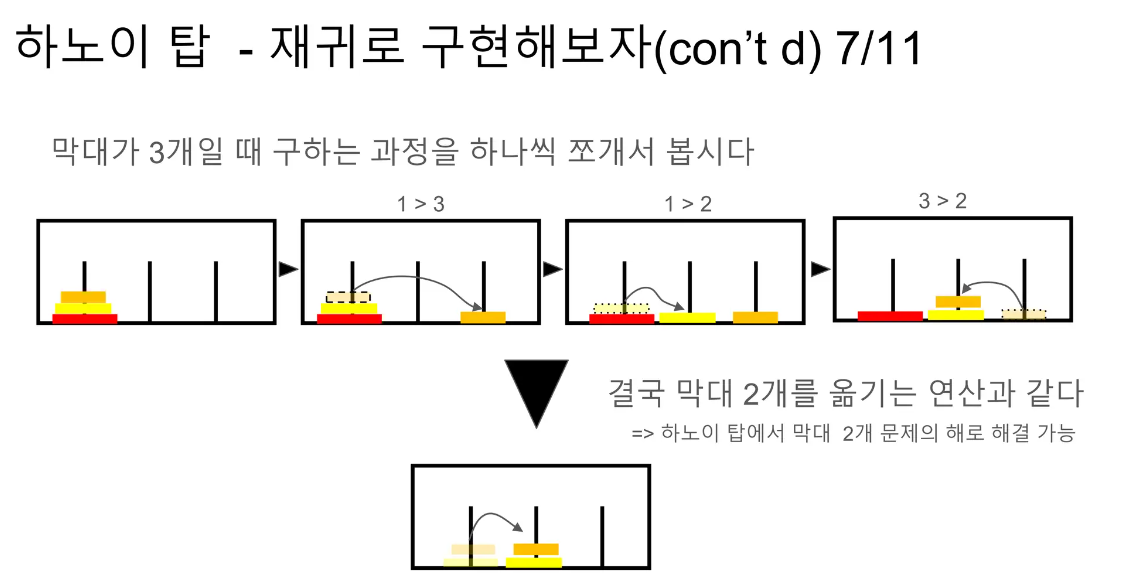 하노이 탑 - 재귀로 구현해보자(con’t d) 7/11
막대가 3개일 때 구하는 과정을 하나씩 쪼개서 봅시다
1 > 3
1 > 2
3 > 2
결국 막대 2개를 옮기는 연산과 같다
=> 하노이 탑에서 막대 2개 문제의 해로 해결 가능